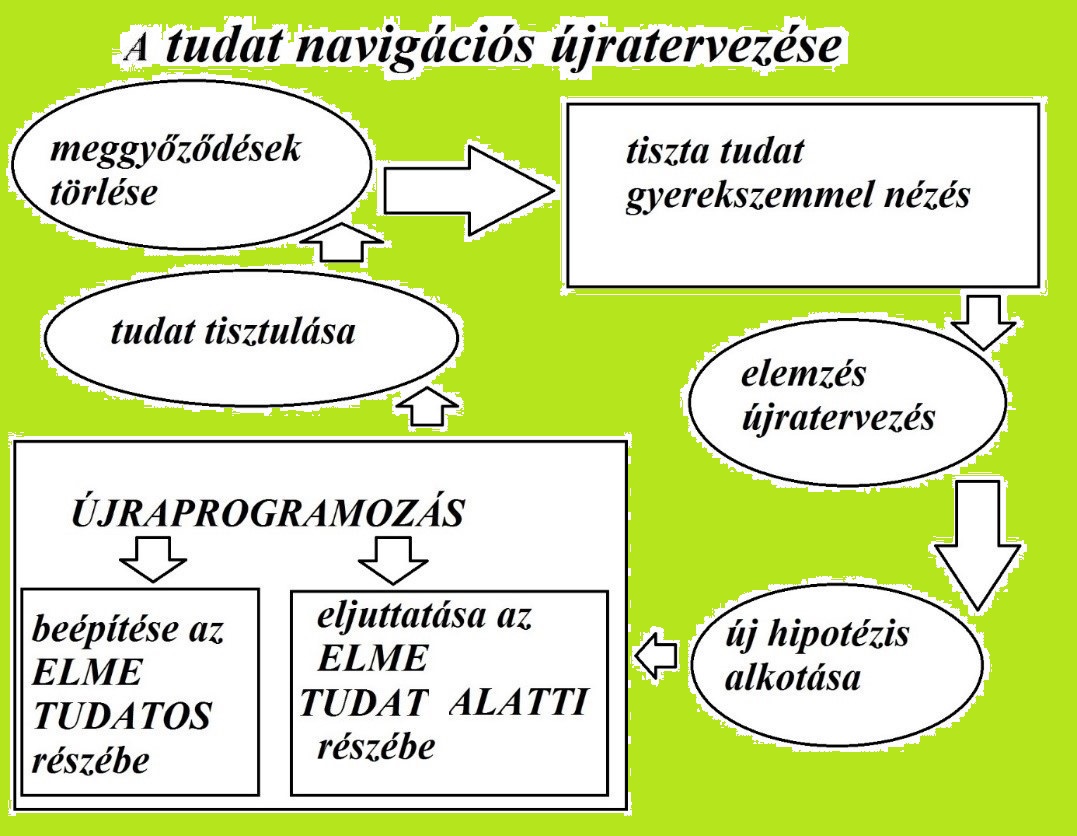 A tudat navigációs újratervezése
meggyőződések
törlése
tiszta tudat
gyerekszemmel nézés
tudat tisztulása
elemzés
újratervezés
ÚJRAPROGRAMOZÁS
beépítése az
ELME
TUDATOS
részébe
eljuttatása az
ELME
TUDAT ALATTI
részébe
új hipotézis
alkotása